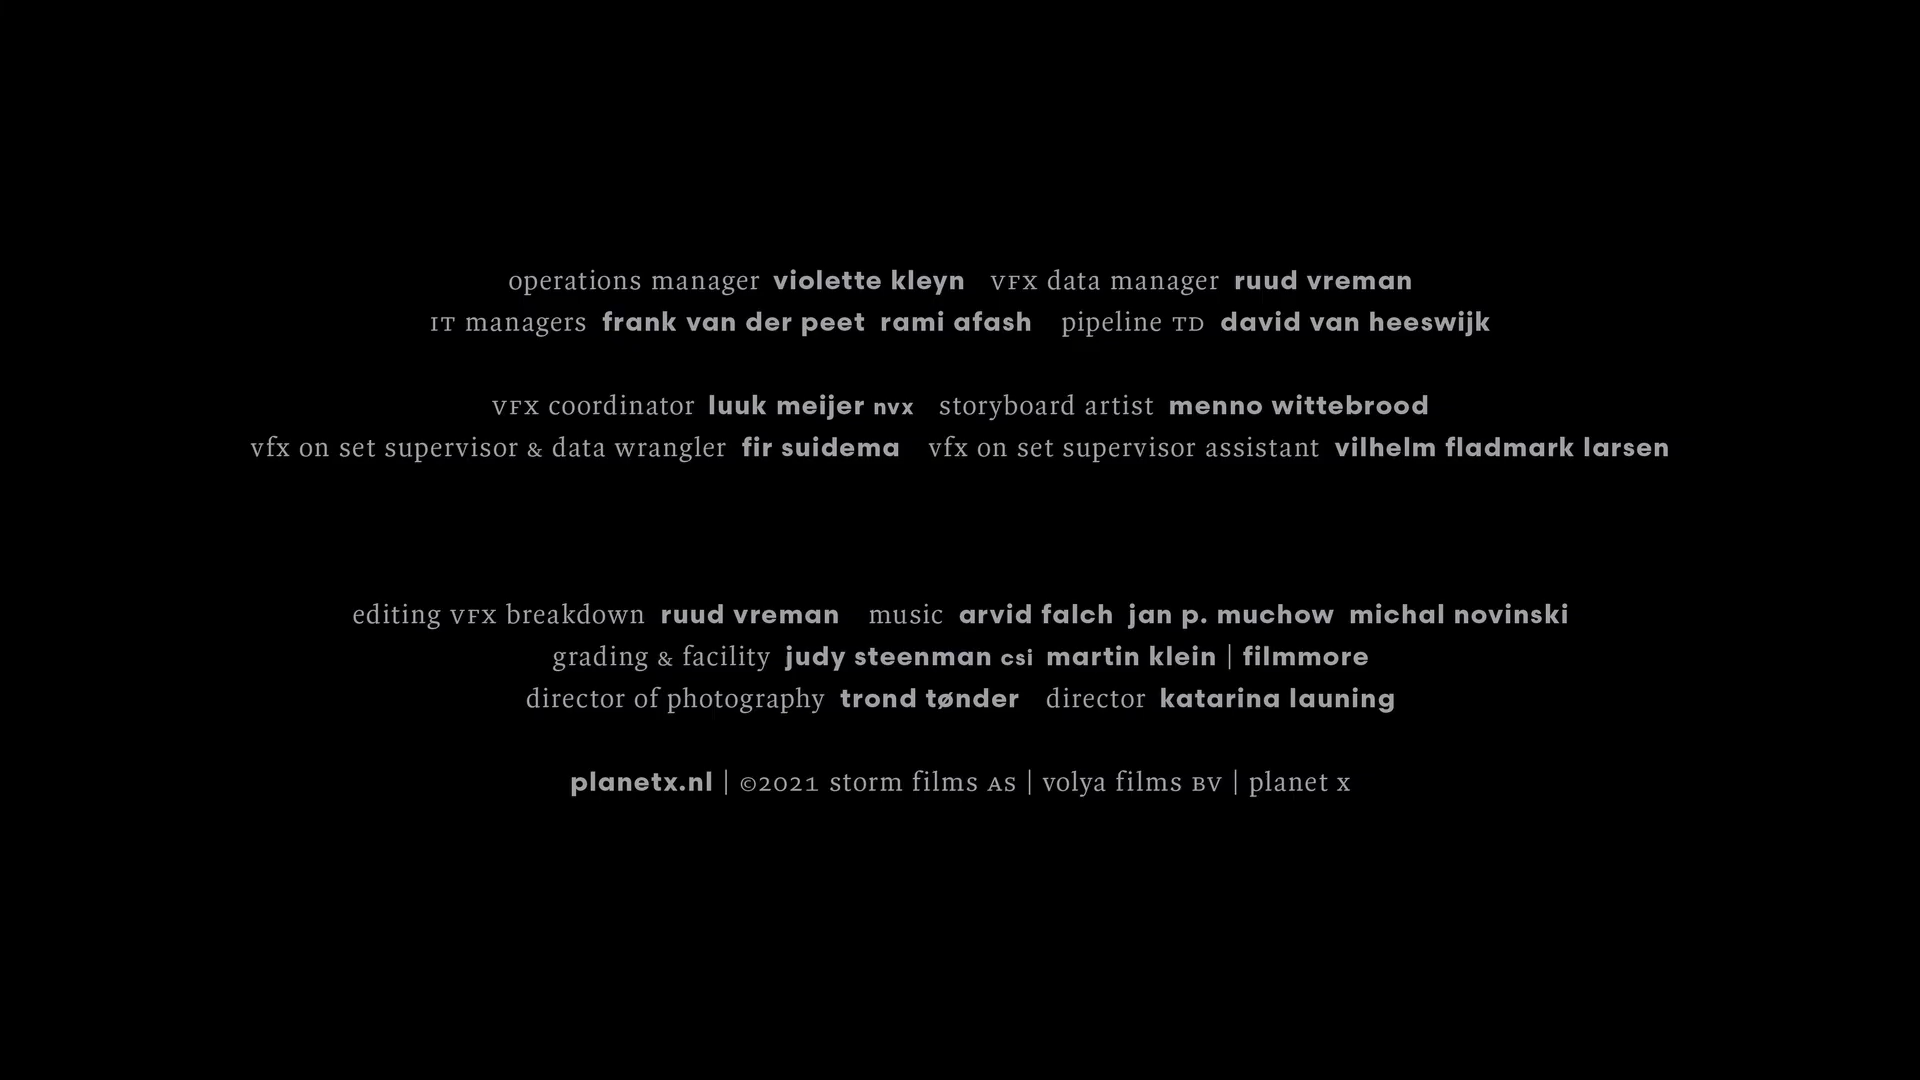 operations manager violette kleyn VFX data manager ruud vreman
IT managers frank van der peet rami afash pipeline TD david van heeswijk
VFX coordinator luuk meijer nvx storyboard artist menno wittebrood
vfx on set supervisor & data wrangler fir suidema vfx on set supervisor assistant vilhelm fladmark larsen
editing VFX breakdown ruud vreman music arvid falch jan p. muchow michal novinski
grading & facility judy steenman csi martin klein | filmmore
director of photography trond tønder director katarina launing
planetx.nl | ©2021 storm films AS | volya films BV | planet x